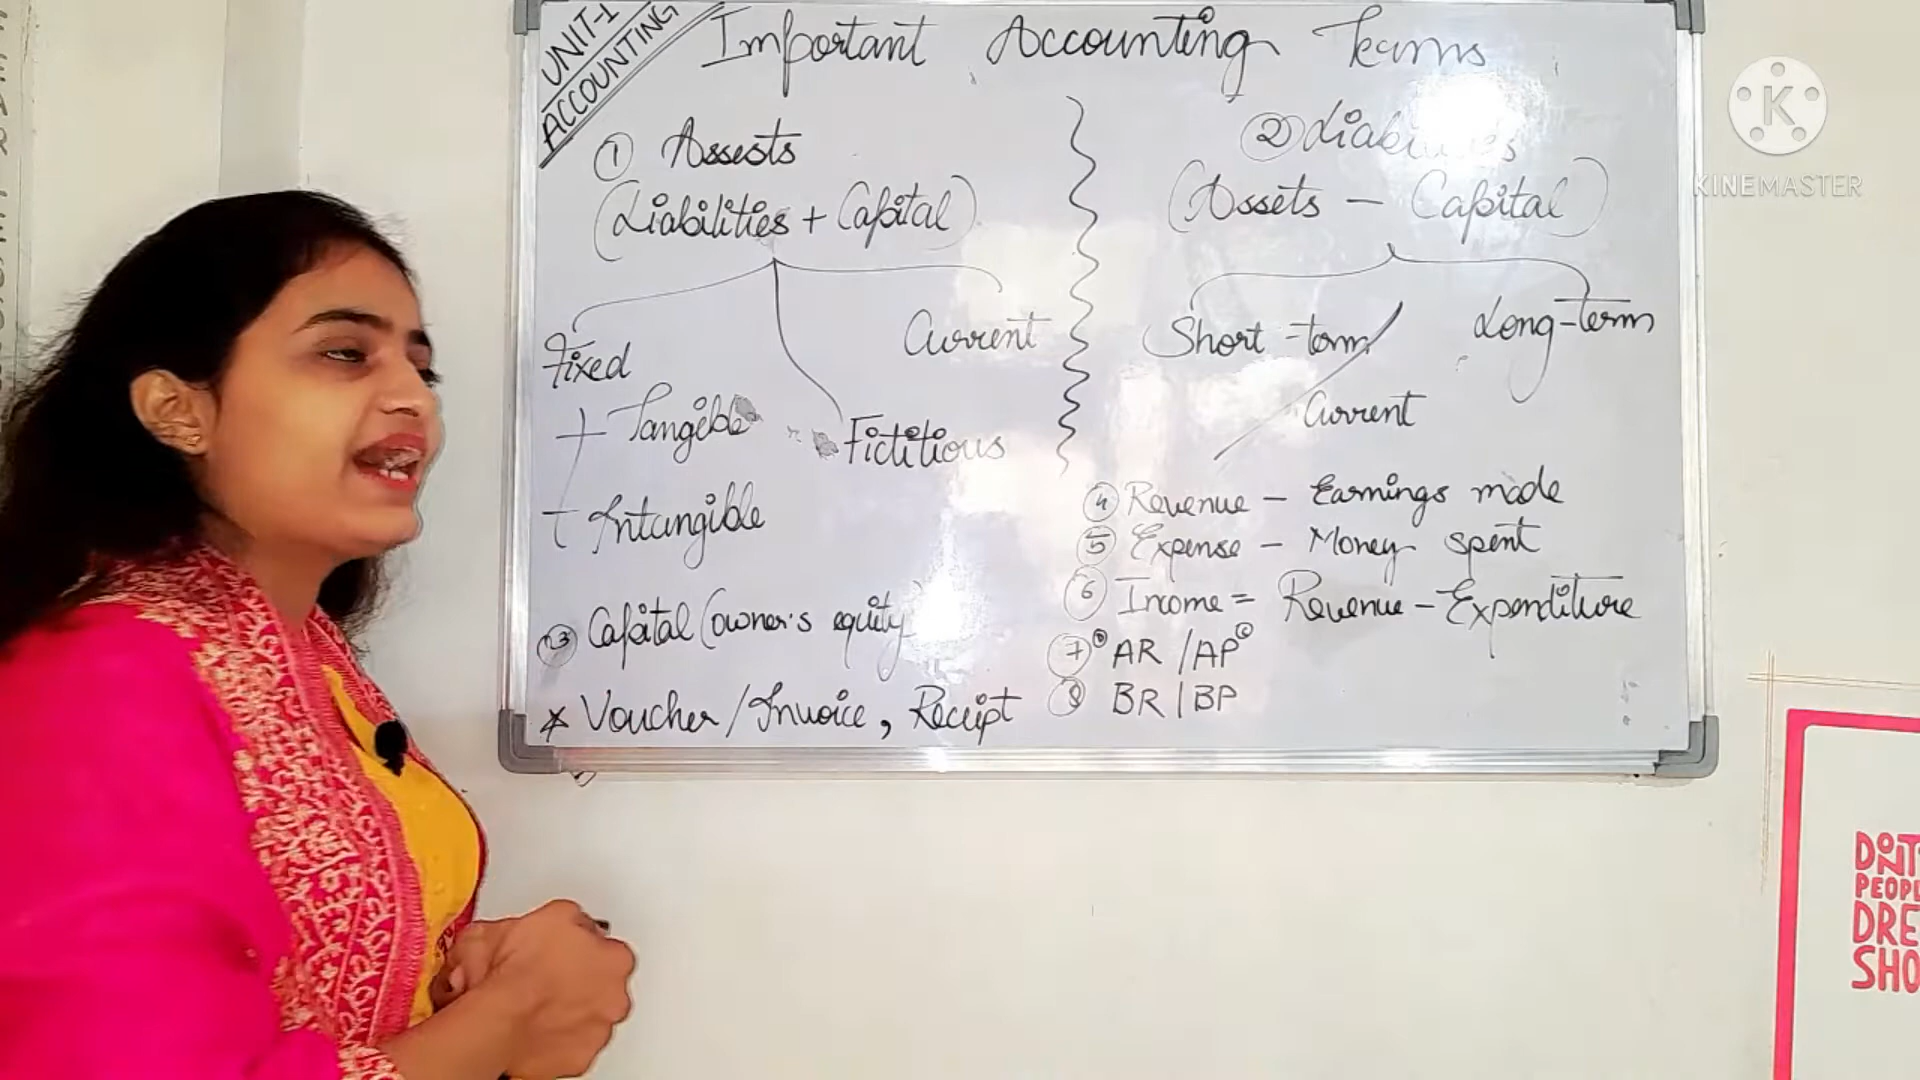 UNIT-1
ACCOUNTING
Important Accounting Terms
① Assests
(Liabilities + Capital)
Fixed
Current
Tangible
Fictitious
Intangible
③ Capital (owner's equity)
* Voucher/Invoice, Receipt
② Liabilities
(Assets - Capital)
Short-term
Long-term
Current
④ Revenue - Earnings made
⑤ Expense - Money spent
⑥ Income = Revenue - Expenditure
⑦ AR / AP
⑧ BR / BP
K
KINEMASTER
DON'T
PEOPL
DRE
SHO